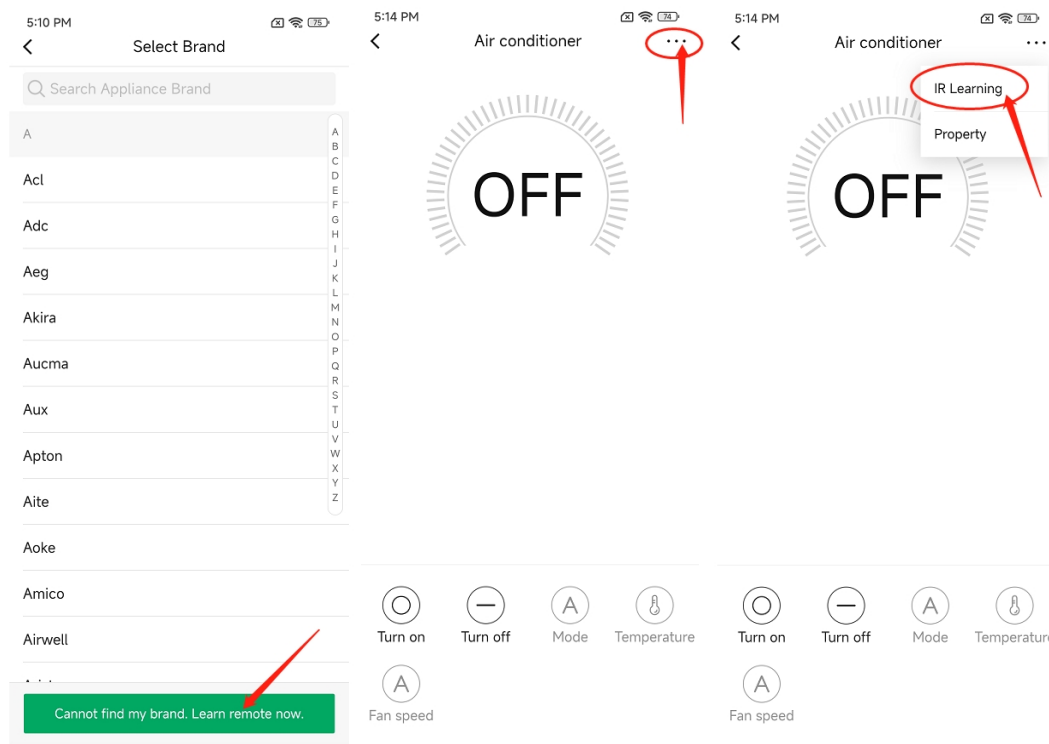 5:10 PM
75
Select Brand
Search Appliance Brand
A
Acl
Adc
Aeg
Akira
Aucma
Aux
Apton
Aite
Aoke
Amico
Airwell
A
B
C
D
E
F
G
H
I
J
K
L
M
N
O
P
Q
R
S
T
U
V
W
X
Y
Z
Cannot find my brand. Learn remote now.
5:14 PM
74
Air conditioner
OFF
Turn on
Turn off
A
Mode
Temperature
A
Fan speed
5:14 PM
74
Air conditioner
IR Learning
Property
OFF
Turn on
Turn off
A
Mode
Temperature
A
Fan speed